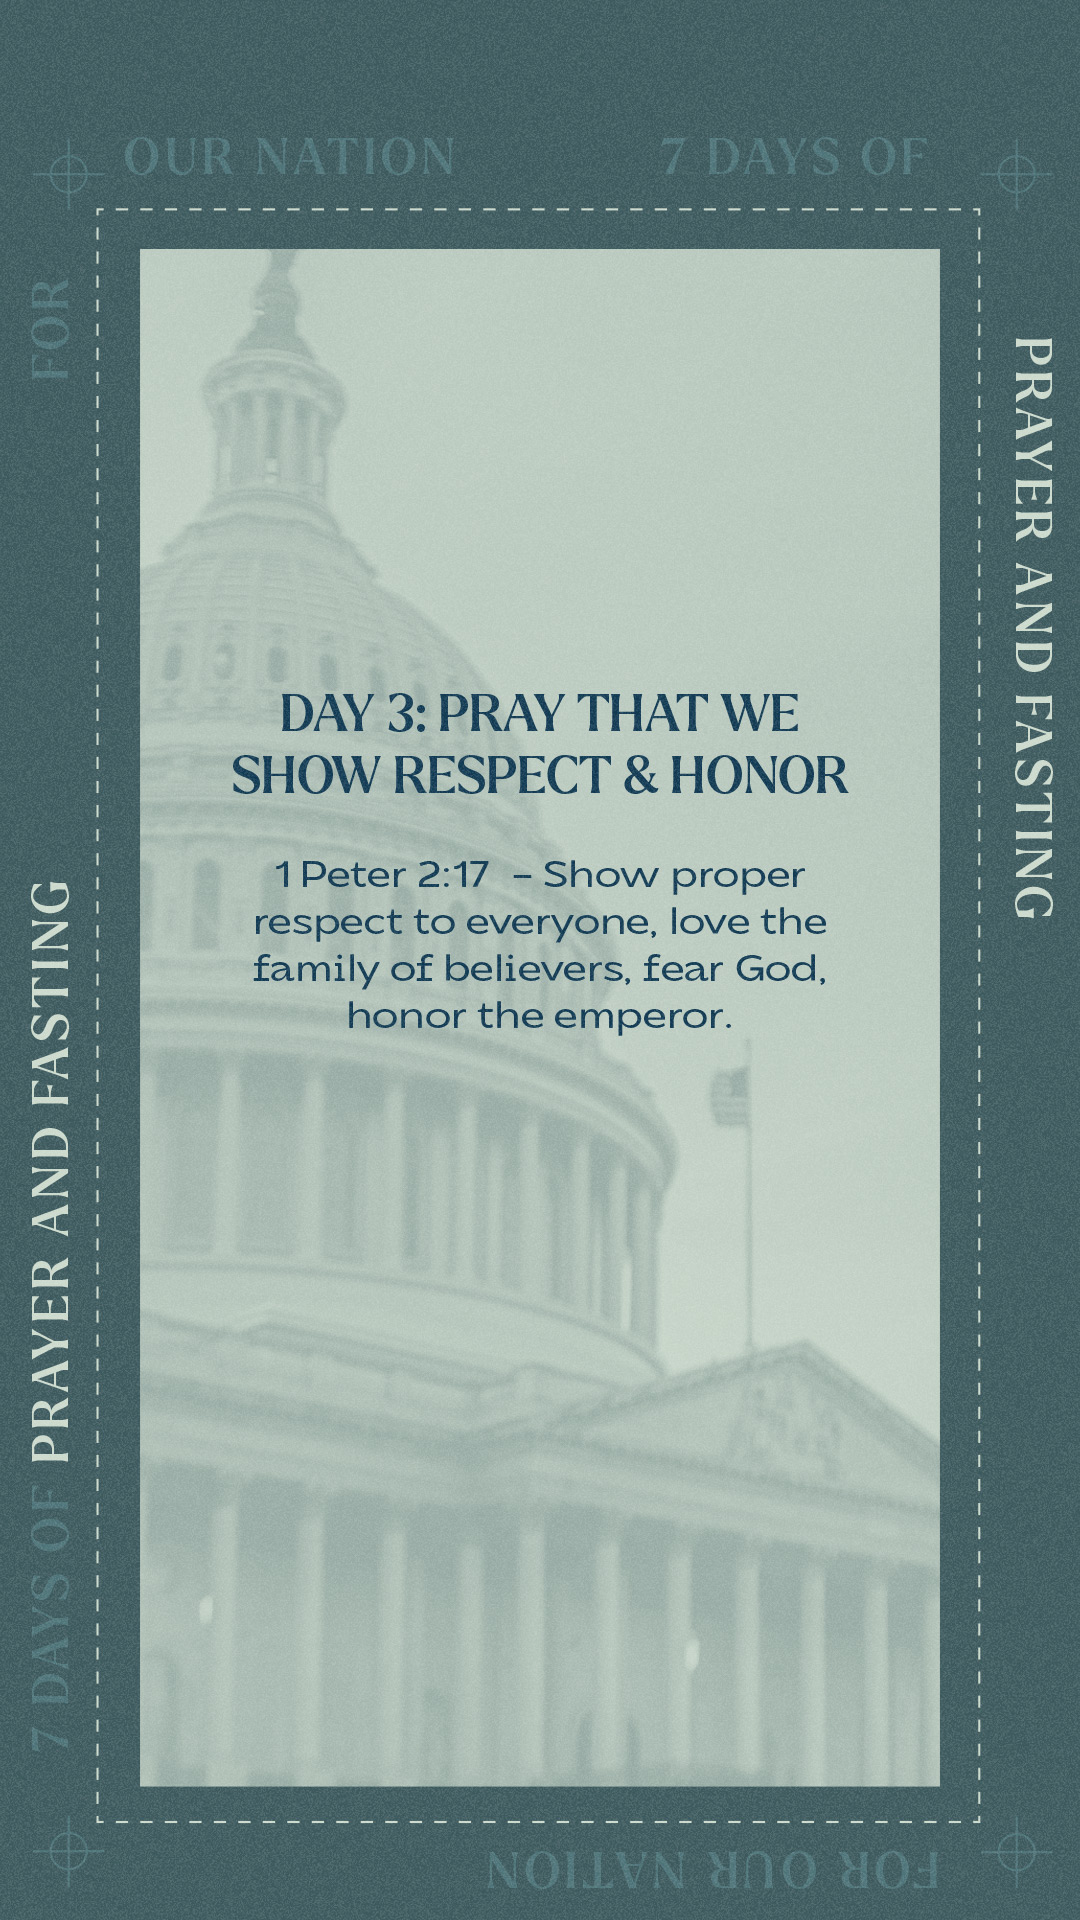 OUR NATION
7 DAYS OF
PRAYER AND FASTING
FOR OUR NATION
7 DAYS OF PRAYER AND FASTING
FOR
DAY 3: PRAY THAT WE
SHOW RESPECT & HONOR
1 Peter 2:17 – Show proper
respect to everyone, love the
family of believers, fear God,
honor the emperor.